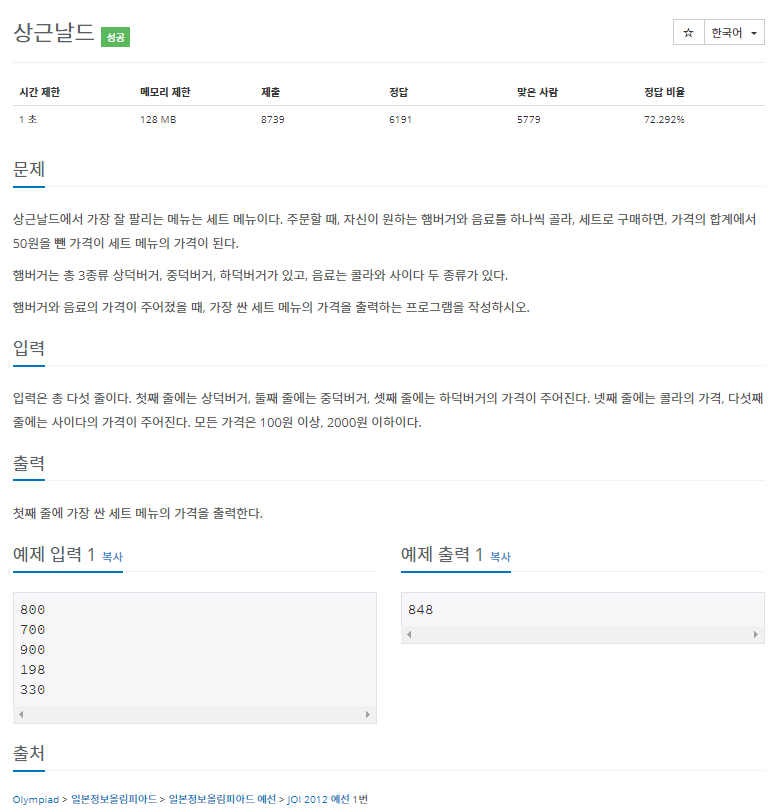 상근날드 성공
☆ 한국어
시간 제한 메모리 제한 제출 정답 맞은 사람 정답 비율
1 초 128 MB 8739 6191 5779 72.292%
문제
상근날드에서 가장 잘 팔리는 메뉴는 세트 메뉴이다. 주문할 때, 자신이 원하는 햄버거와 음료를 하나씩 골라, 세트로 구매하면, 가격의 합계에서
50원을 뺀 가격이 세트 메뉴의 가격이 된다.
햄버거는 총 3종류 상덕버거, 중덕버거, 하덕버거가 있고, 음료는 콜라와 사이다 두 종류가 있다.
햄버거와 음료의 가격이 주어졌을 때, 가장 싼 세트 메뉴의 가격을 출력하는 프로그램을 작성하시오.
입력
입력은 총 다섯 줄이다. 첫째 줄에는 상덕버거, 둘째 줄에는 중덕버거, 셋째 줄에는 하덕버거의 가격이 주어진다. 넷째 줄에는 콜라의 가격, 다섯째
줄에는 사이다의 가격이 주어진다. 모든 가격은 100원 이상, 2000원 이하이다.
출력
첫째 줄에 가장 싼 세트 메뉴의 가격을 출력한다.
예제 입력 1 복사
800
700
900
198
330
예제 출력 1 복사
848
출처
Olympiad > 일본정보올림피아드 > 일본정보올림피아드 예선 > JOI 2012 예선 1번